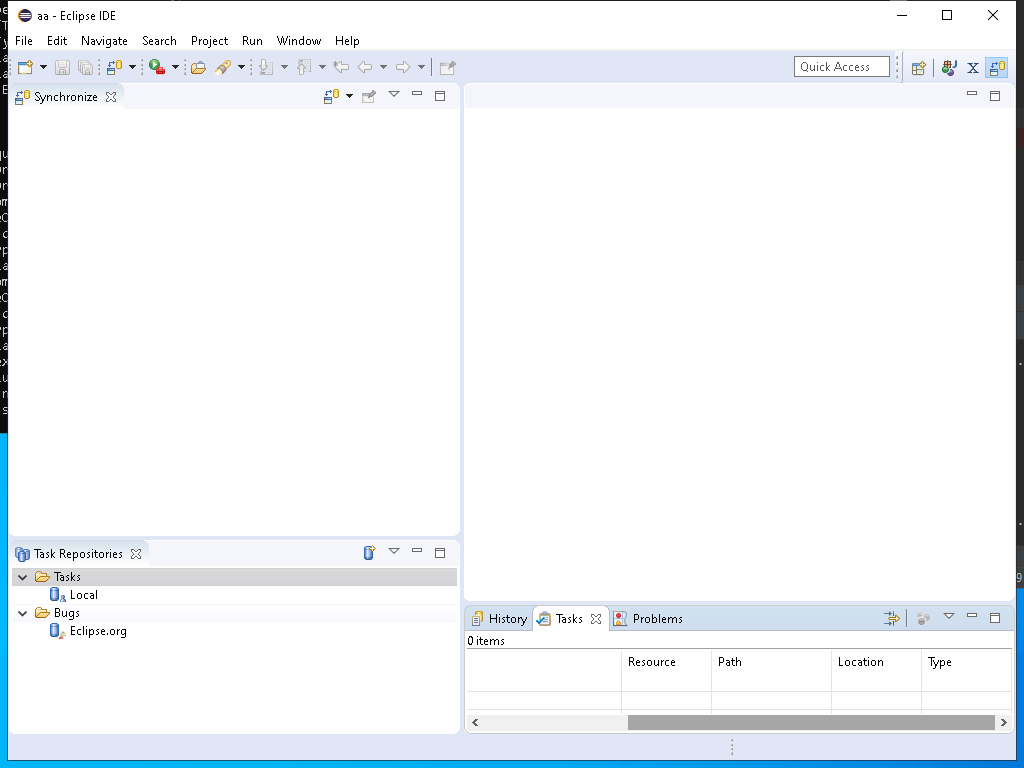 aa - Eclipse IDE
File Edit Navigate Search Project Run Window Help
Quick Access
Synchronize
Task Repositories
Tasks
Local
Bugs
Eclipse.org
History Tasks Problems
0 items
Resource Path Location Type